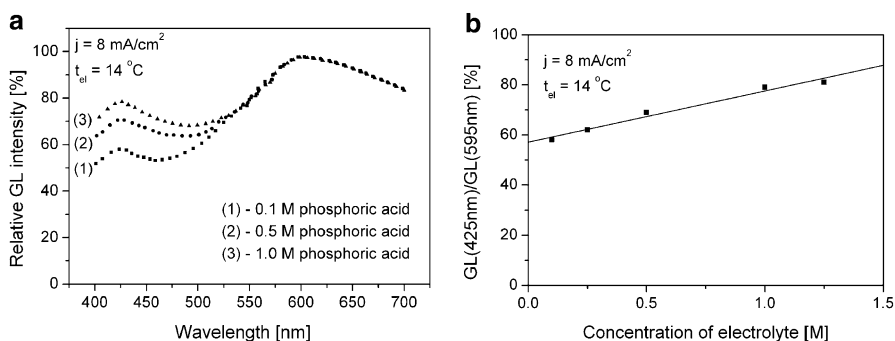 a
j = 8 mA/cm²
t_el = 14 °C
100
80
60
40
20
0
(3)
(2)
(1)
(1) - 0.1 M phosphoric acid
(2) - 0.5 M phosphoric acid
(3) - 1.0 M phosphoric acid
400 450 500 550 600 650 700
Wavelength [nm]
Relative GL intensity [%]
b
j = 8 mA/cm²
t_el = 14 °C
100
80
60
40
20
0
0.0 0.5 1.0 1.5
Concentration of electrolyte [M]
GL(425nm)/GL(595nm) [%]